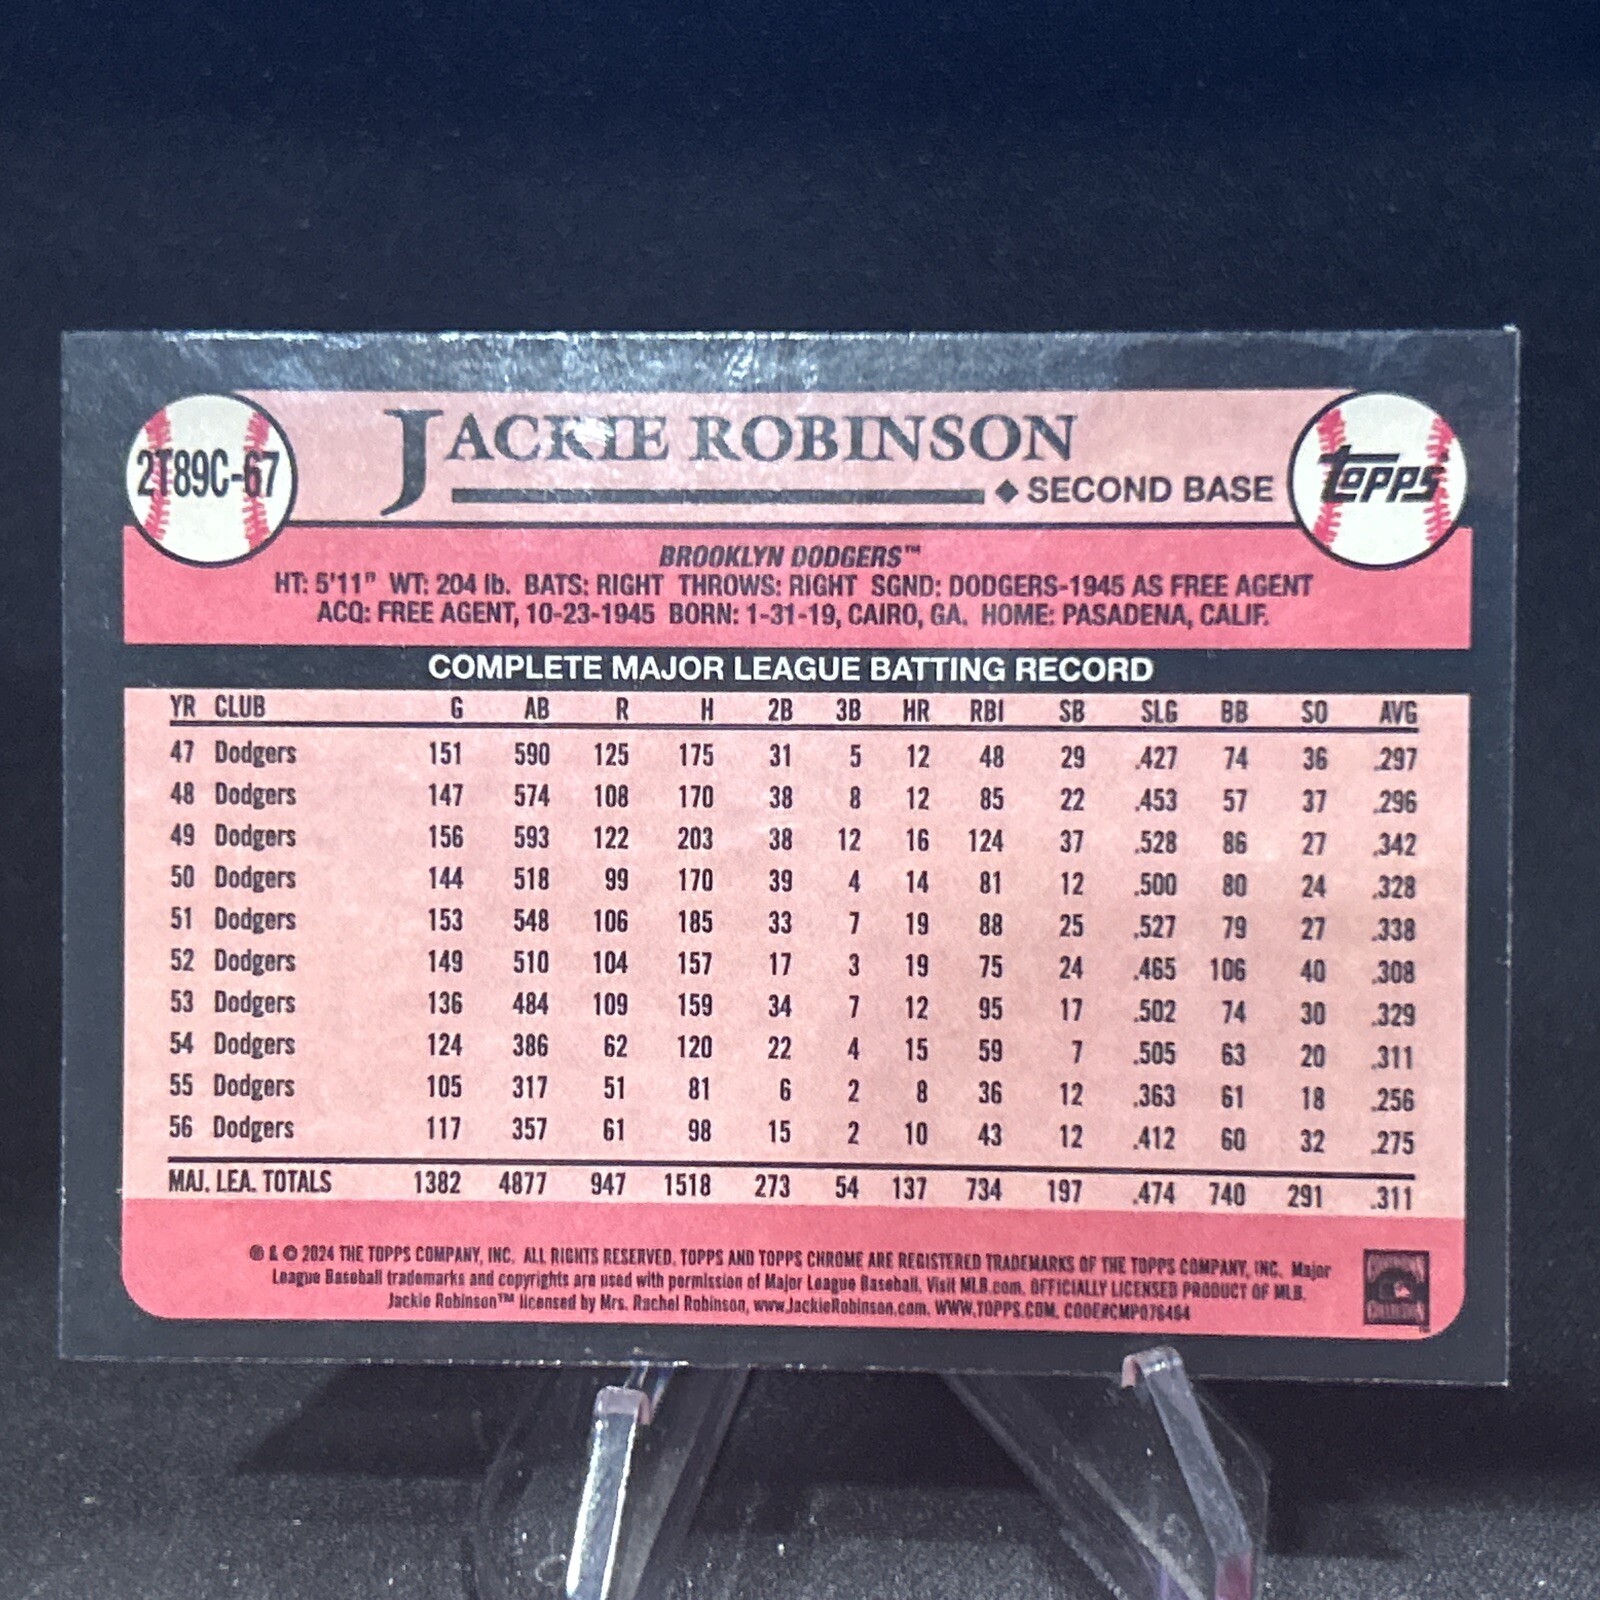 2T89C-67
JACKIE ROBINSON
◆ SECOND BASE
topps
BROOKLYN DODGERS™
HT: 5'11" WT: 204 lb. BATS: RIGHT THROWS: RIGHT SGND: DODGERS-1945 AS FREE AGENT
ACQ: FREE AGENT, 10-23-1945 BORN: 1-31-19, CAIRO, GA. HOME: PASADENA, CALIF.
COMPLETE MAJOR LEAGUE BATTING RECORD
YR CLUB G AB R H 2B 3B HR RBI SB SLG BB SO AVG
47 Dodgers 151 590 125 175 31 5 12 48 29 .427 74 36 .297
48 Dodgers 147 574 108 170 38 8 12 85 22 .453 57 37 .296
49 Dodgers 156 593 122 203 38 12 16 124 37 .528 86 27 .342
50 Dodgers 144 518 99 170 39 4 14 81 12 .500 80 24 .328
51 Dodgers 153 548 106 185 33 7 19 88 25 .527 79 27 .338
52 Dodgers 149 510 104 157 17 3 19 75 24 .465 106 40 .308
53 Dodgers 136 484 109 159 34 7 12 95 17 .502 74 30 .329
54 Dodgers 124 386 62 120 22 4 15 59 7 .505 63 20 .311
55 Dodgers 105 317 51 81 6 2 8 36 12 .363 61 18 .256
56 Dodgers 117 357 61 98 15 2 10 43 12 .412 60 32 .275
MAJ. LEA. TOTALS 1382 4877 947 1518 273 54 137 734 197 .474 740 291 .311
® & © 2024 THE TOPPS COMPANY, INC. ALL RIGHTS RESERVED. TOPPS AND TOPPS CHROME ARE REGISTERED TRADEMARKS OF THE TOPPS COMPANY, INC. Major
League Baseball trademarks and copyrights are used with permission of Major League Baseball. Visit MLB.com. OFFICIALLY LICENSED PRODUCT OF MLB.
Jackie Robinson™ licensed by Mrs. Rachel Robinson, www.JackieRobinson.com. WWW.TOPPS.COM. CODE#CMP076464